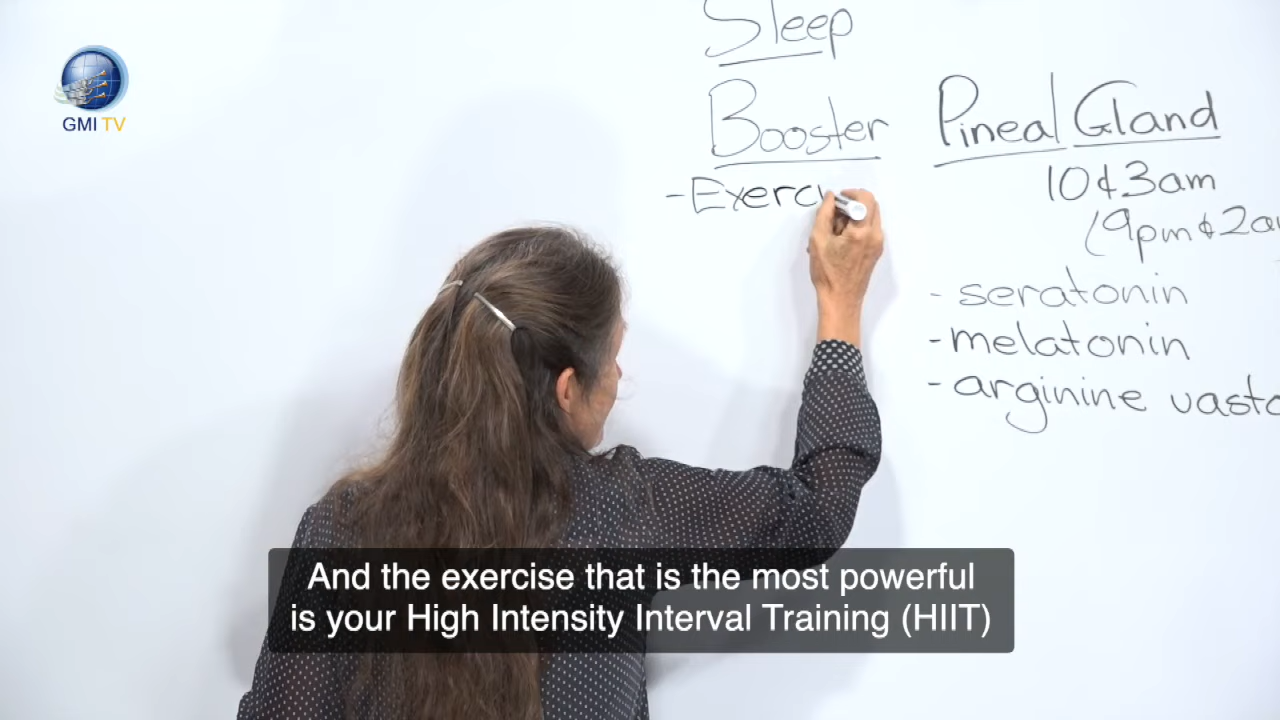 GMI TV
Sleep
Booster
- Exerci
Pineal Gland
10 ¢ 3am
(9pm ¢ 2a
- seratonin
- melatonin
- arginine vasto
And the exercise that is the most powerful
is your High Intensity Interval Training (HIIT)